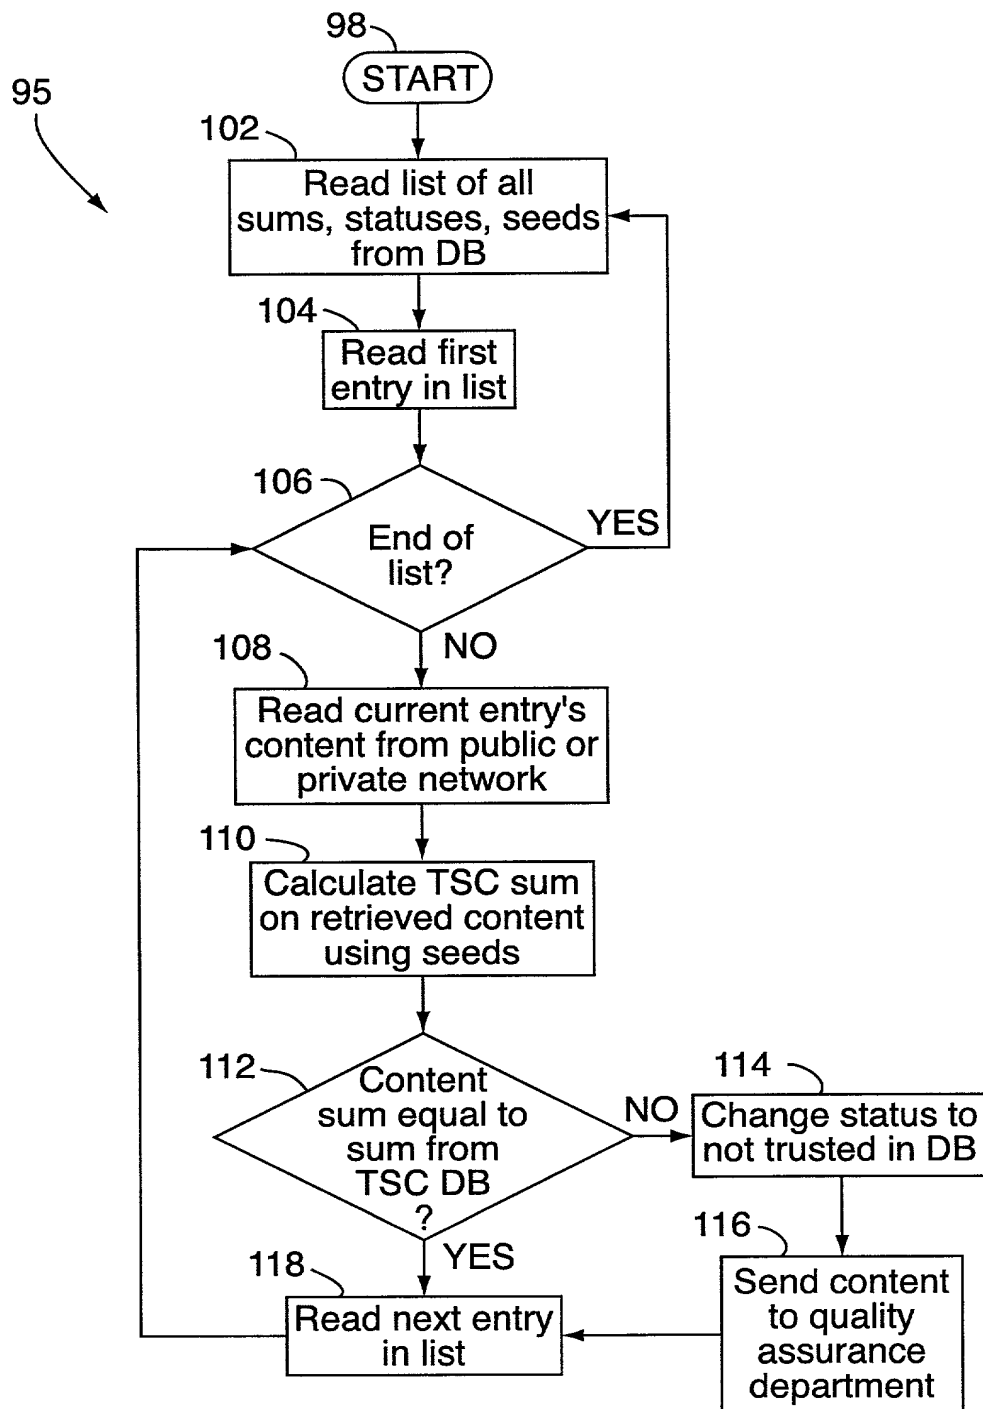 98
START
95
102
Read list of all
sums, statuses, seeds
from DB
104
Read first
entry in list
106
End of
list?
YES
NO
108
Read current entry's
content from public or
private network
110
Calculate TSC sum
on retrieved content
using seeds
112
Content
sum equal to
sum from
TSC DB
?
NO
114
Change status to
not trusted in DB
YES
116
Send content
to quality
assurance
department
118
Read next entry
in list